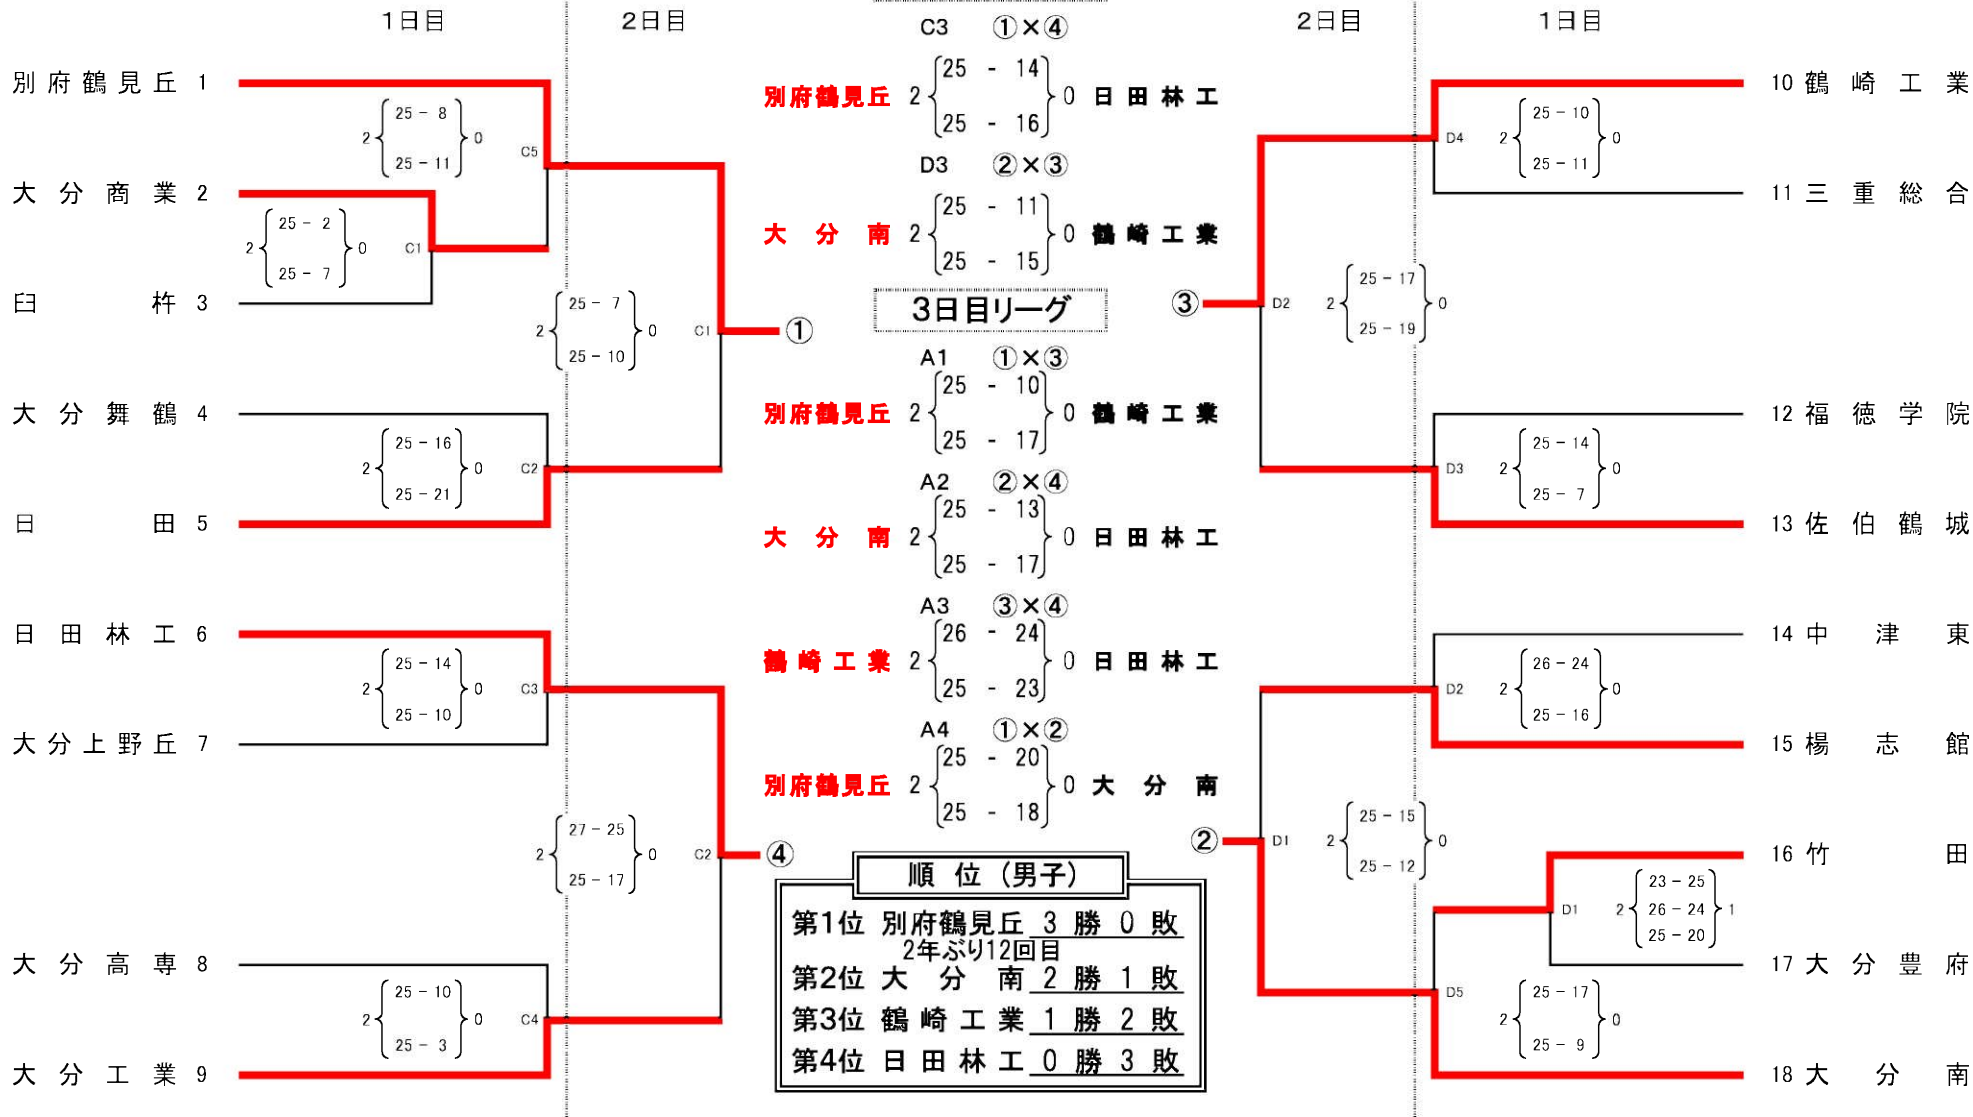 1日目
2日目
別府鶴見丘 1
25 - 8
2 0
25 - 11
C5
大分商業 2
25 - 2
2 0
25 - 7
C1
臼杵 3
25 - 7
2 0
25 - 10
C1
①
大分舞鶴 4
25 - 16
2 0
25 - 21
C2
日田 5
日田林工 6
25 - 14
2 0
25 - 10
C3
大分上野丘 7
27 - 25
2 0
25 - 17
C2
④
大分高専 8
25 - 10
2 0
25 - 3
C4
大分工業 9
C3 ①×④
25 - 14
別府鶴見丘 2 0 日田林工
25 - 16
D3 ②×③
25 - 11
大分南 2 0 鶴崎工業
25 - 15
3日目リーグ
A1 ①×③
25 - 10
別府鶴見丘 2 0 鶴崎工業
25 - 17
A2 ②×④
25 - 13
大分南 2 0 日田林工
25 - 17
A3 ③×④
26 - 24
鶴崎工業 2 0 日田林工
25 - 23
A4 ①×②
25 - 20
別府鶴見丘 2 0 大分南
25 - 18
順位(男子)
第1位 別府鶴見丘 3勝0敗
2年ぶり12回目
第2位 大分南 2勝1敗
第3位 鶴崎工業 1勝2敗
第4位 日田林工 0勝3敗
2日目
1日目
10 鶴崎工業
25 - 10
D4 2 0
25 - 11
11 三重総合
25 - 17
③ D2 2 0
25 - 19
12 福徳学院
25 - 14
D3 2 0
25 - 7
13 佐伯鶴城
14 中津東
26 - 24
D2 2 0
25 - 16
15 楊志館
25 - 15
② D1 2 0
25 - 12
16 竹田
23 - 25
D1 2 26 - 24 1
25 - 20
17 大分豊府
25 - 17
D5 2 0
25 - 9
18 大分南